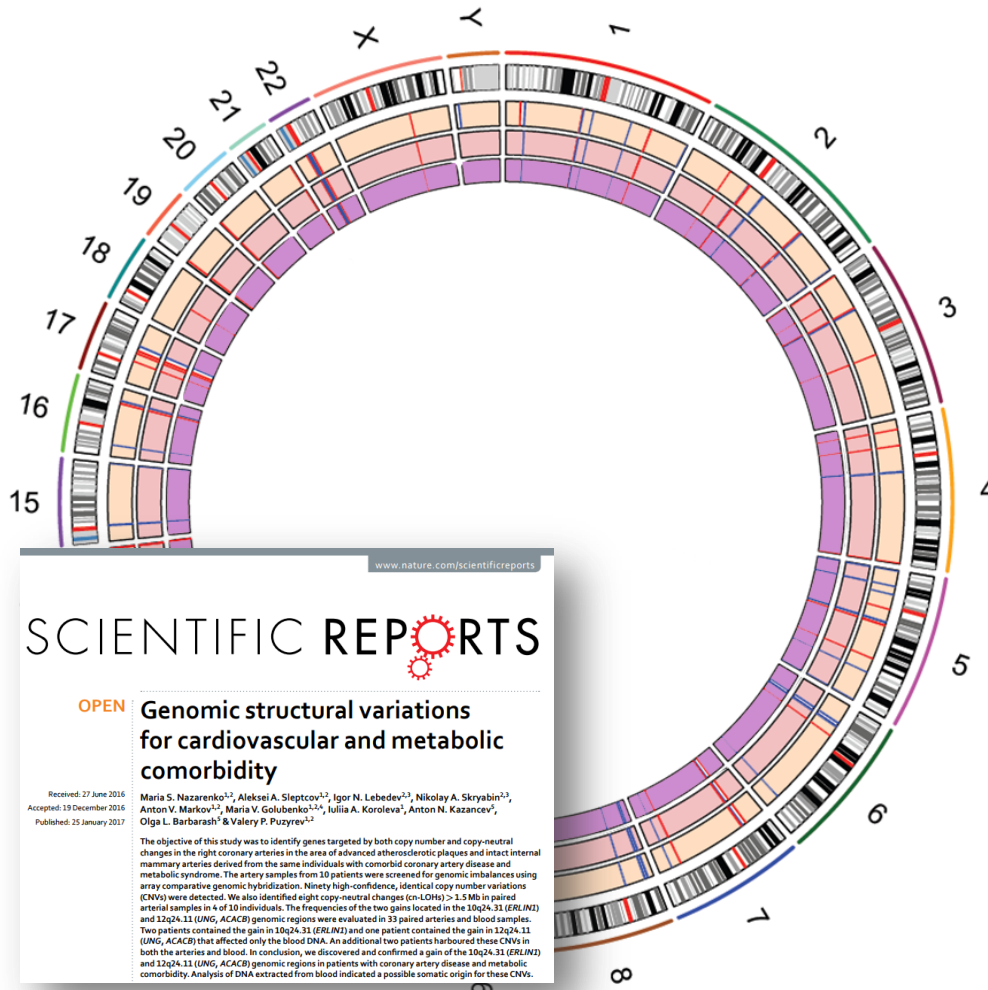 Y
1
X
22
21
2
20
19
18
3
17
16
15
4
5
6
7
8
www.nature.com/scientificreports
SCIENTIFIC REPORTS
OPEN
Genomic structural variations
for cardiovascular and metabolic
comorbidity
Received: 27 June 2016
Accepted: 19 December 2016
Published: 25 January 2017
Maria S. Nazarenko1,2, Aleksei A. Sleptcov1,2, Igor N. Lebedev2,3, Nikolay A. Skryabin2,3,
Anton V. Markov1,2, Maria V. Golubenko1,2,4, Iuliia A. Koroleva1, Anton N. Kazancev5,
Olga L. Barbarash5 & Valery P. Puzyrev1,2
The objective of this study was to identify genes targeted by both copy number and copy-neutral
changes in the right coronary arteries in the area of advanced atherosclerotic plaques and intact internal
mammary arteries derived from the same individuals with comorbid coronary artery disease and
metabolic syndrome. The artery samples from 10 patients were screened for genomic imbalances using
array comparative genomic hybridization. Ninety high-confidence, identical copy number variations
(CNVs) were detected. We also identified eight copy-neutral changes (cn-LOHs) > 1.5 Mb in paired
arterial samples in 4 of 10 individuals. The frequencies of the two gains located in the 10q24.31 (ERLIN1)
and 12q24.11 (UNG, ACACB) genomic regions were evaluated in 33 paired arteries and blood samples.
Two patients contained the gain in 10q24.31 (ERLIN1) and one patient contained the gain in 12q24.11
(UNG, ACACB) that affected only the blood DNA. An additional two patients harboured these CNVs in
both the arteries and blood. In conclusion, we discovered and confirmed a gain of the 10q24.31 (ERLIN1)
and 12q24.11 (UNG, ACACB) genomic regions in patients with coronary artery disease and metabolic
comorbidity. Analysis of DNA extracted from blood indicated a possible somatic origin for these CNVs.